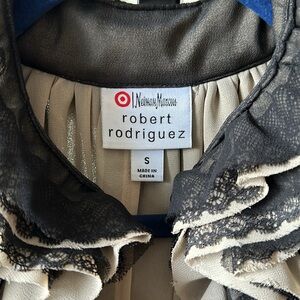 Neiman Marcus
robert
rodriguez
S
MADE IN
CHINA